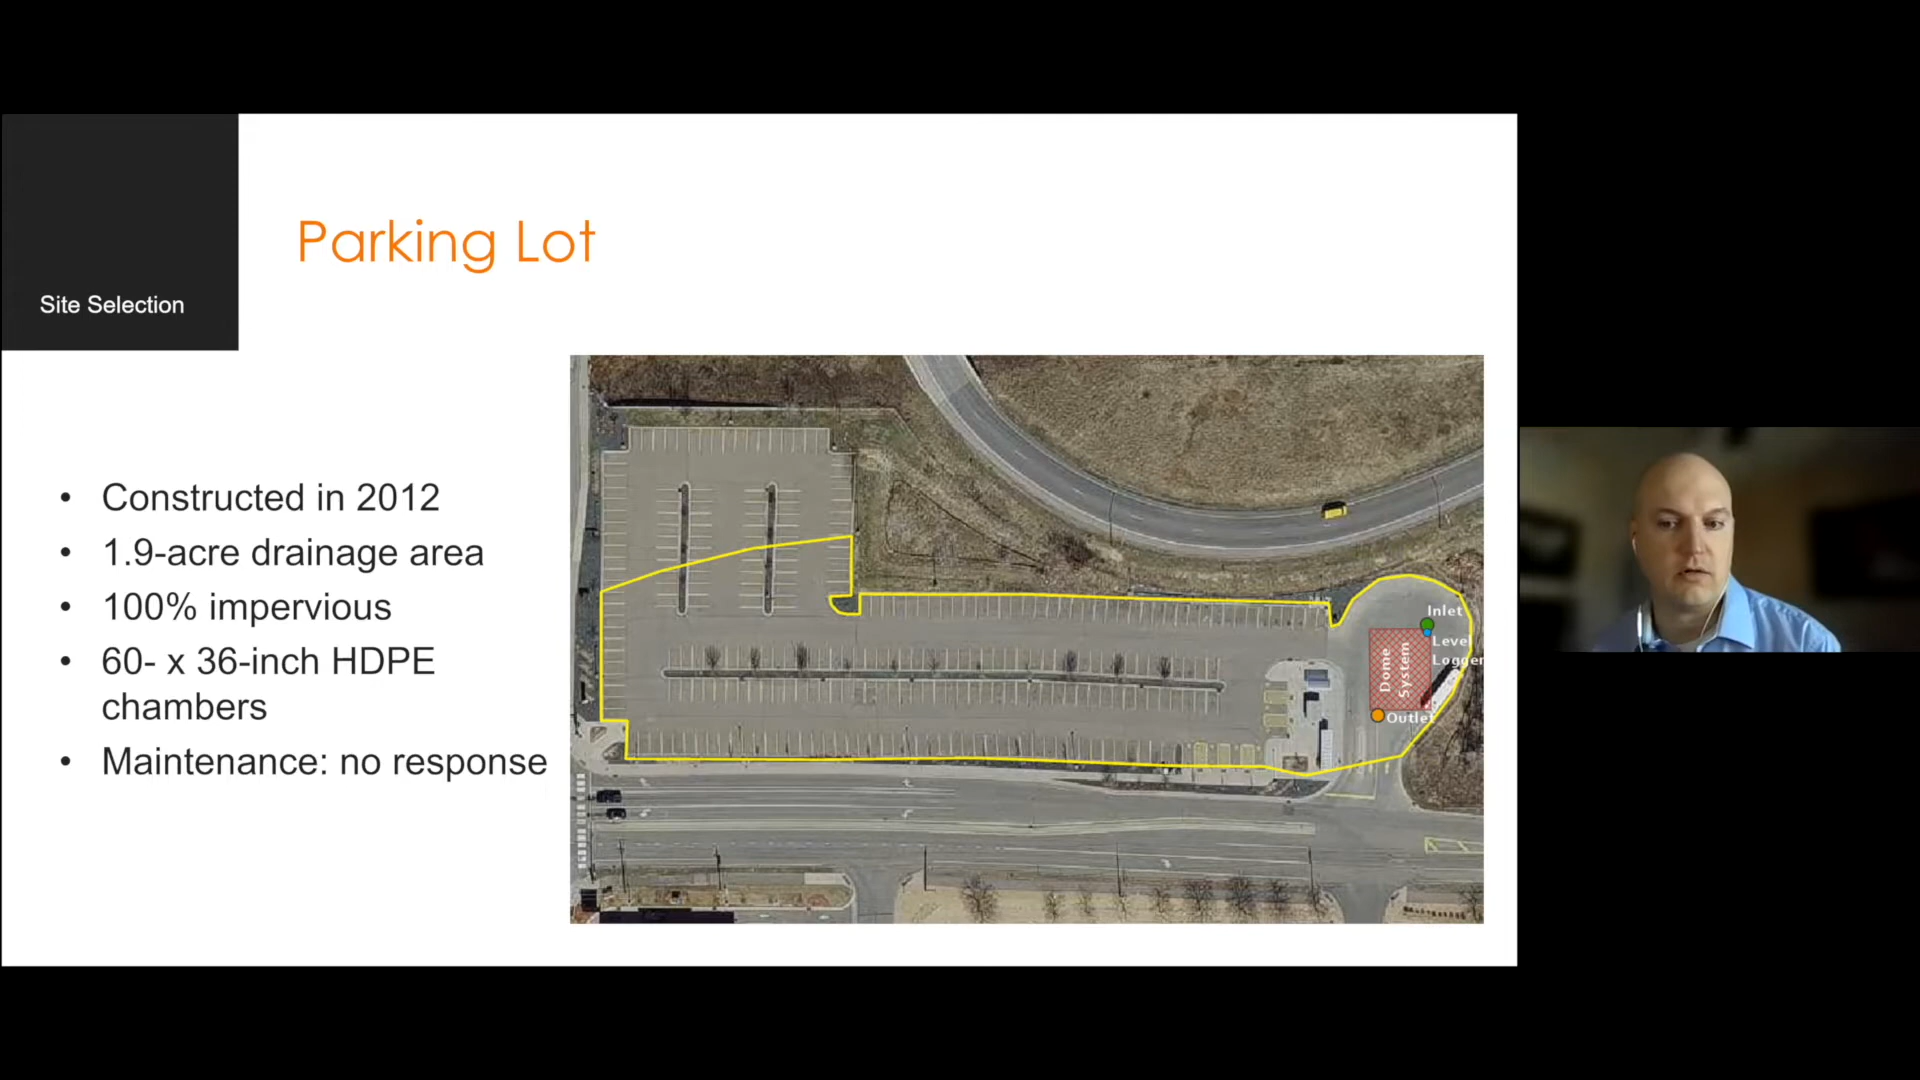 Site Selection
Parking Lot
• Constructed in 2012
• 1.9-acre drainage area
• 100% impervious
• 60- x 36-inch HDPE
chambers
• Maintenance: no response
Inlet
Level
Logger
Dome
System
Outlet